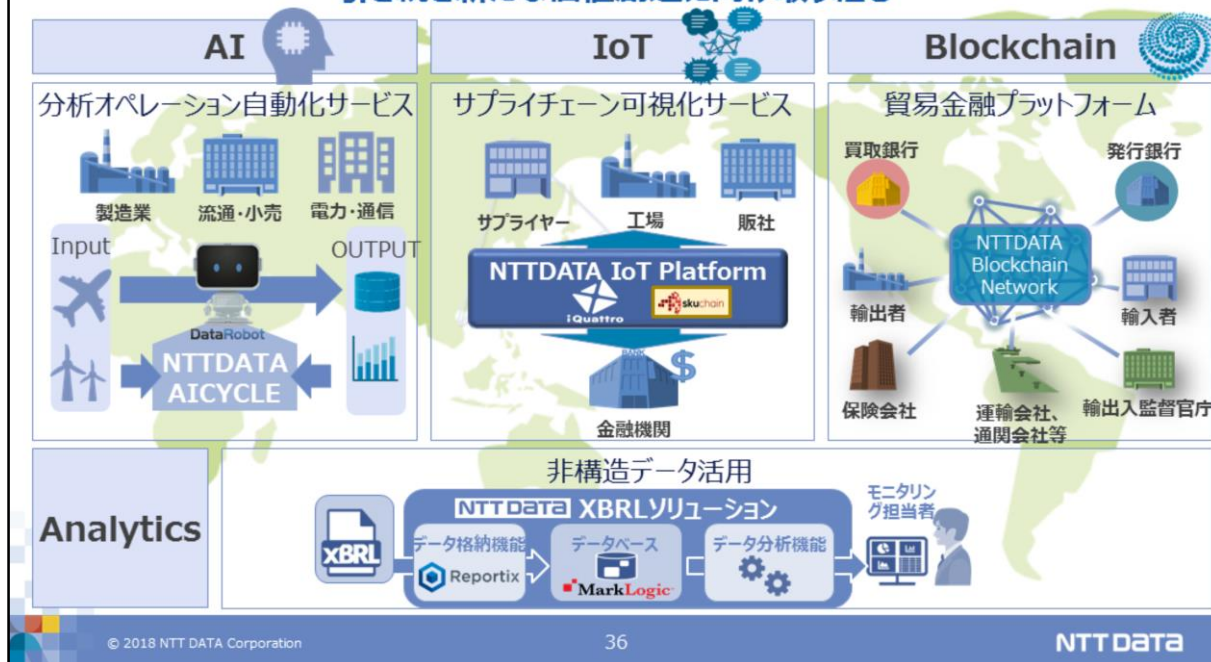 AI
IoT
Blockchain
分析オペレーション自動化サービス
製造業
流通・小売
電力・通信
Input
OUTPUT
DataRobot
NTTDATA
AICYCLE
サプライチェーン可視化サービス
サプライヤー
工場
販社
NTTDATA IoT Platform
iQuattro
skuchain
BANK
$
金融機関
貿易金融プラットフォーム
買取銀行
発行銀行
NTTDATA
Blockchain
Network
輸出者
輸入者
保険会社
運輸会社、
通関会社等
輸出入監督官庁
Analytics
非構造データ活用
NTT DATA XBRLソリューション
XBRL
データ格納機能
Reportix
データベース
MarkLogic
データ分析機能
モニタリン
グ担当者
© 2018 NTT DATA Corporation
36
NTT DATA